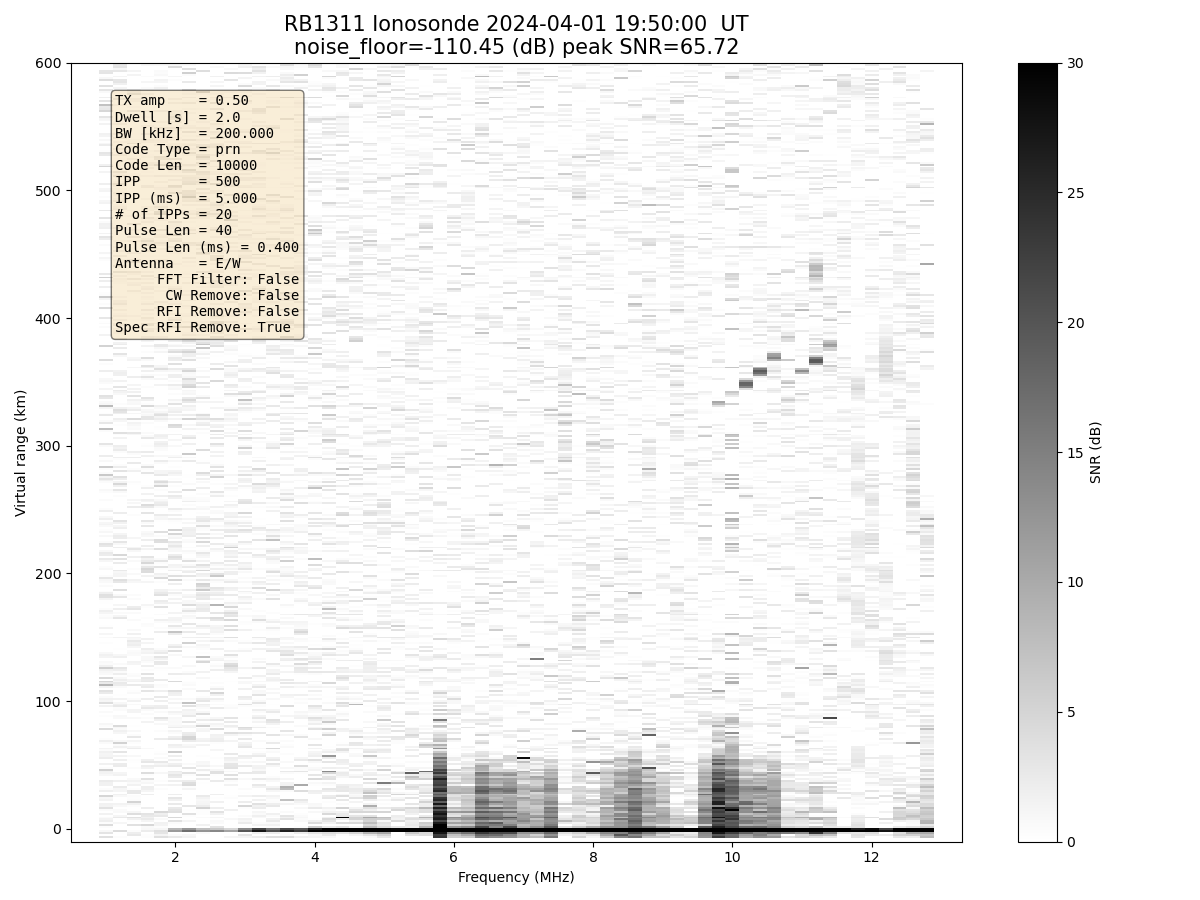 RB1311 Ionosonde 2024-04-01 19:50:00  UT
noise_floor=-110.45 (dB) peak SNR=65.72
TX amp    = 0.50
Dwell [s] = 2.0
BW [kHz]  = 200.000
Code Type = prn
Code Len  = 10000
IPP       = 500
IPP (ms)  = 5.000
# of IPPs = 20
Pulse Len = 40
Pulse Len (ms) = 0.400
Antenna   = E/W
FFT Filter: False
CW Remove: False
RFI Remove: False
Spec RFI Remove: True
Virtual range (km)
600
500
400
300
200
100
0
2 4 6 8 10 12
Frequency (MHz)
30
25
20
15
10
5
0
SNR (dB)